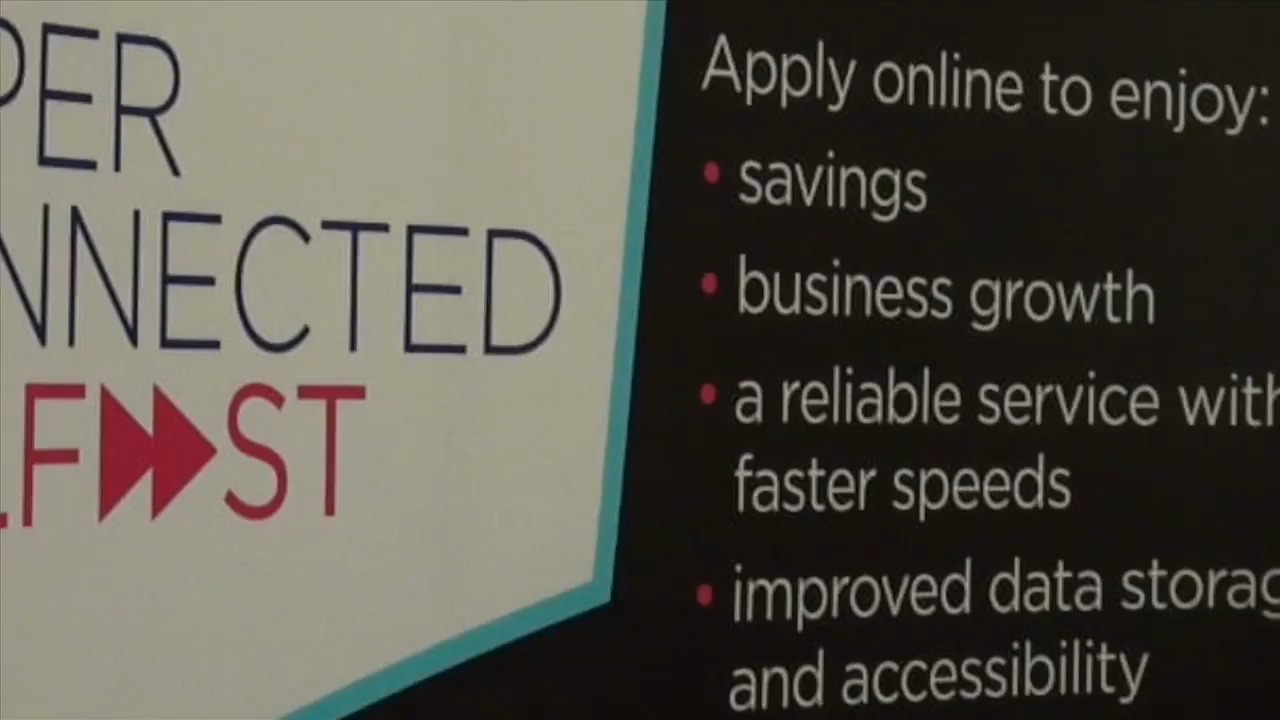 PER
NNECTED
LF▶▶ST
Apply online to enjoy:
• savings
• business growth
• a reliable service with
faster speeds
• improved data storag
and accessibility